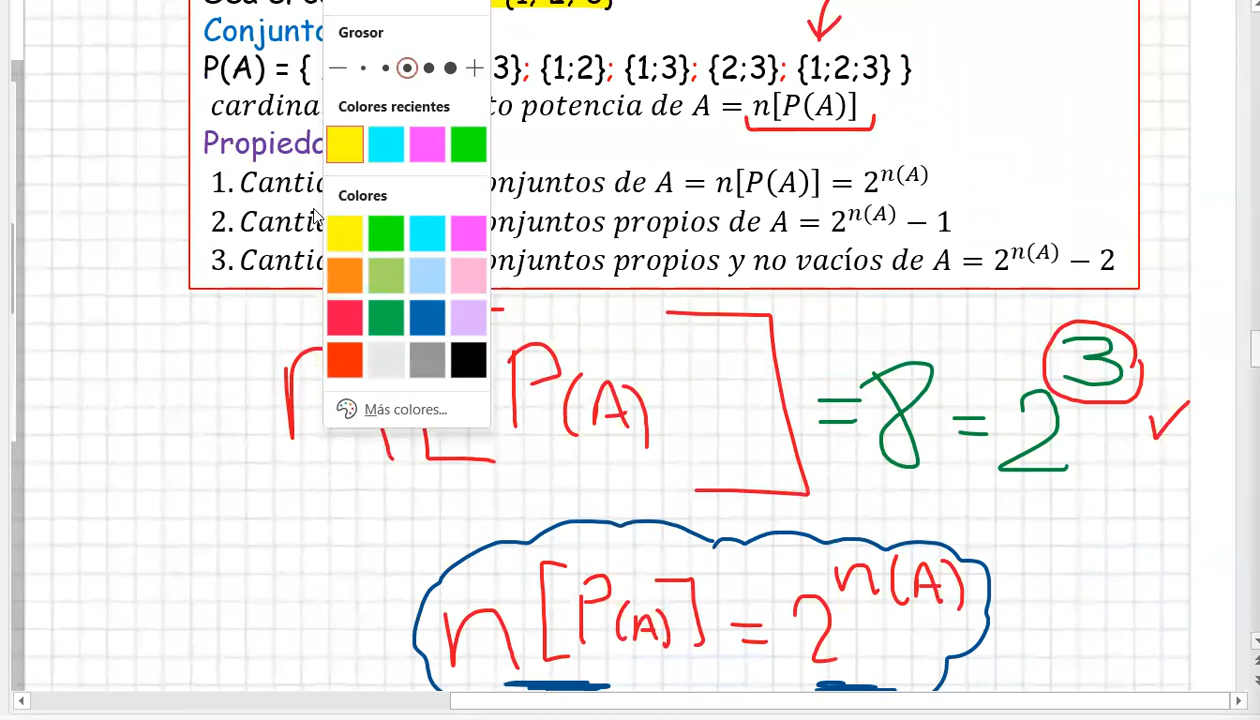 Grosor
Conjunto
P(A) = { 3}; {1;2}; {1;3}; {2;3}; {1;2;3} }
cardina to potencia de A = n[P(A)]
Colores recientes
Propieda
1. Cantid onjuntos de A = n[P(A)] = 2^{n(A)}
Colores
2. Canti onjuntos propios de A = 2^{n(A)} − 1
3. Canti onjuntos propios y no vacíos de A = 2^{n(A)} − 2
Más colores...
n [ P(A) ] = 8 = 2^3 ✓
n[P(A)] = 2^{n(A)}